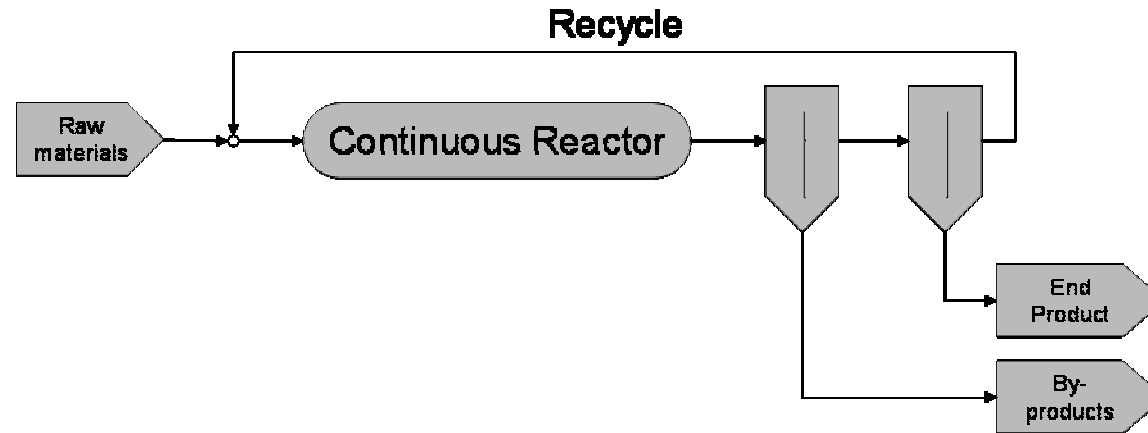 Recycle
Raw
materials
Continuous Reactor
End
Product
By-
products